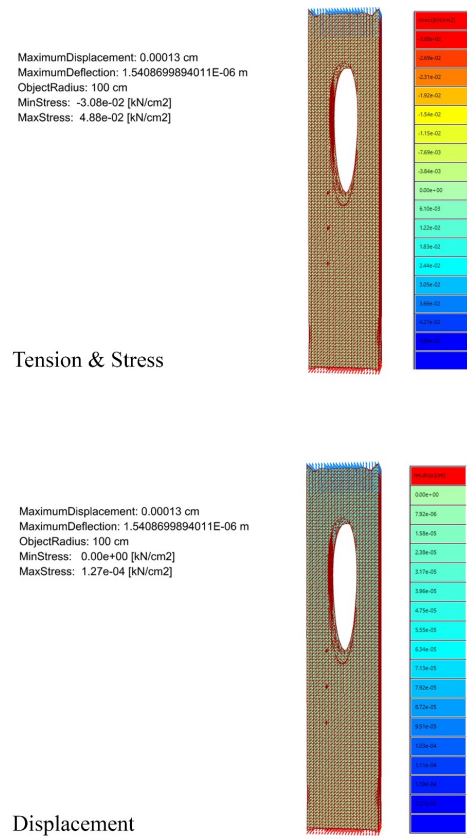 MaximumDisplacement: 0.00013 cm
MaximumDeflection: 1.5408699894011E-06 m
ObjectRadius: 100 cm
MinStress: -3.08e-02 [kN/cm2]
MaxStress: 4.88e-02 [kN/cm2]
-2.69e-02
-2.31e-02
-1.92e-02
-1.54e-02
-1.15e-02
-7.69e-03
-3.84e-03
0.00e+00
6.10e-03
1.22e-02
1.83e-02
2.44e-02
3.05e-02
3.66e-02
4.27e-02
Tension & Stress
MaximumDisplacement: 0.00013 cm
MaximumDeflection: 1.5408699894011E-06 m
ObjectRadius: 100 cm
MinStress: 0.00e+00 [kN/cm2]
MaxStress: 1.27e-04 [kN/cm2]
0.00e+00
7.92e-06
1.58e-05
2.38e-05
3.17e-05
3.96e-05
4.75e-05
5.55e-05
6.34e-05
7.13e-05
7.92e-05
8.72e-05
9.51e-05
1.03e-04
1.11e-04
Displacement